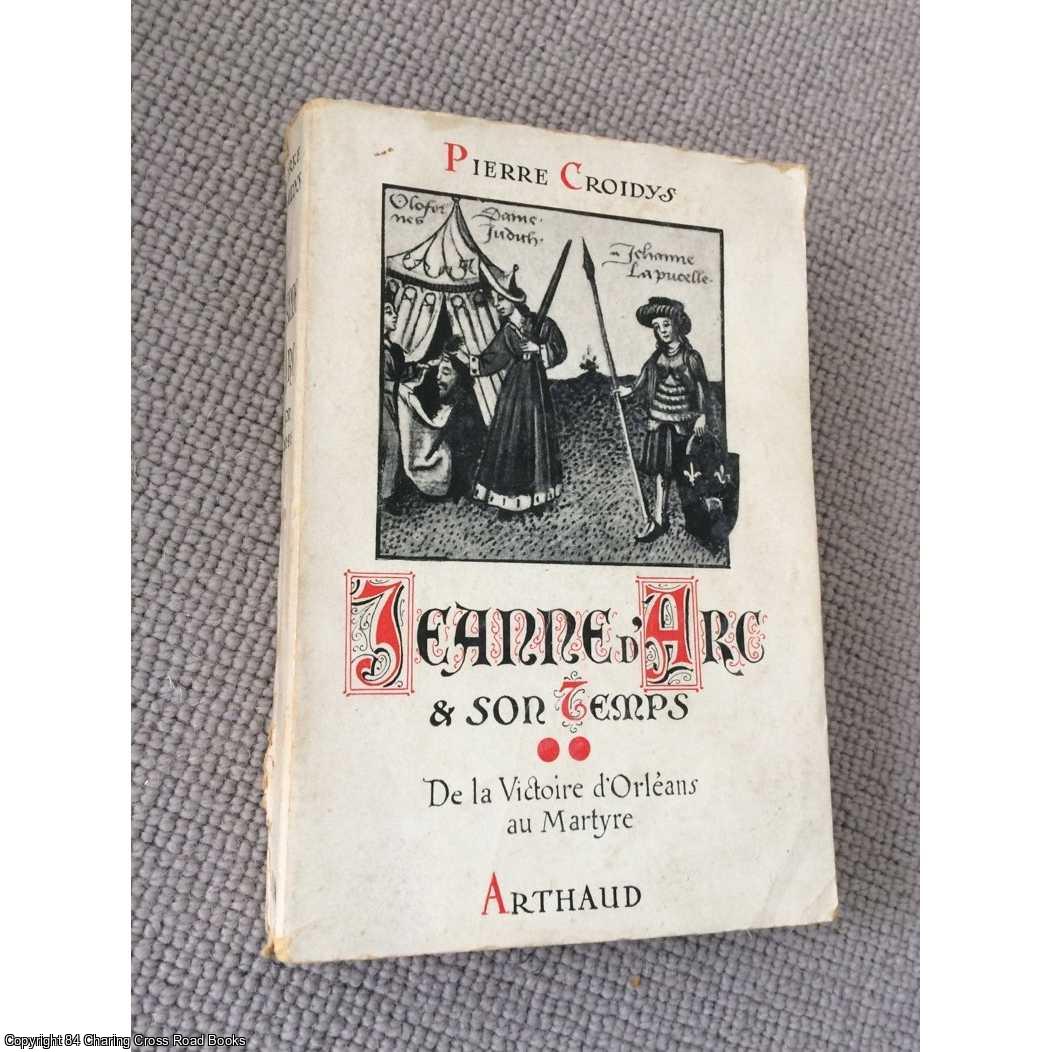 Pierre Croidys
Olofer
nes
Dame
Judith
Jehanne
La pucelle
Jeanne d'Arc
& son Temps
De la Victoire d'Orléans
au Martyre
Arthaud
Copyright 84 Charing Cross Road Books